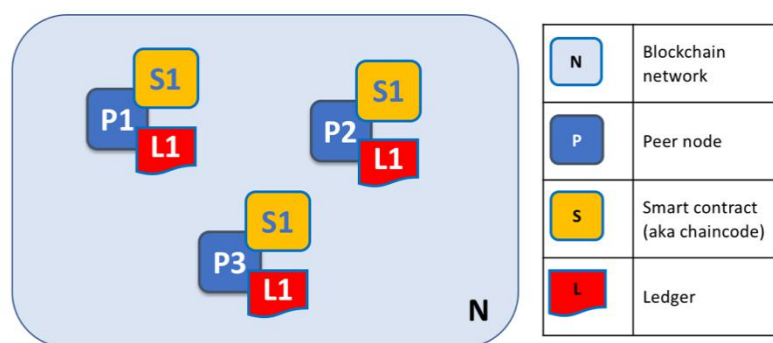 S1
P1
L1
S1
P2
L1
S1
P3
L1
N
N
Blockchain
network
P
Peer node
S
Smart contract
(aka chaincode)
L
Ledger